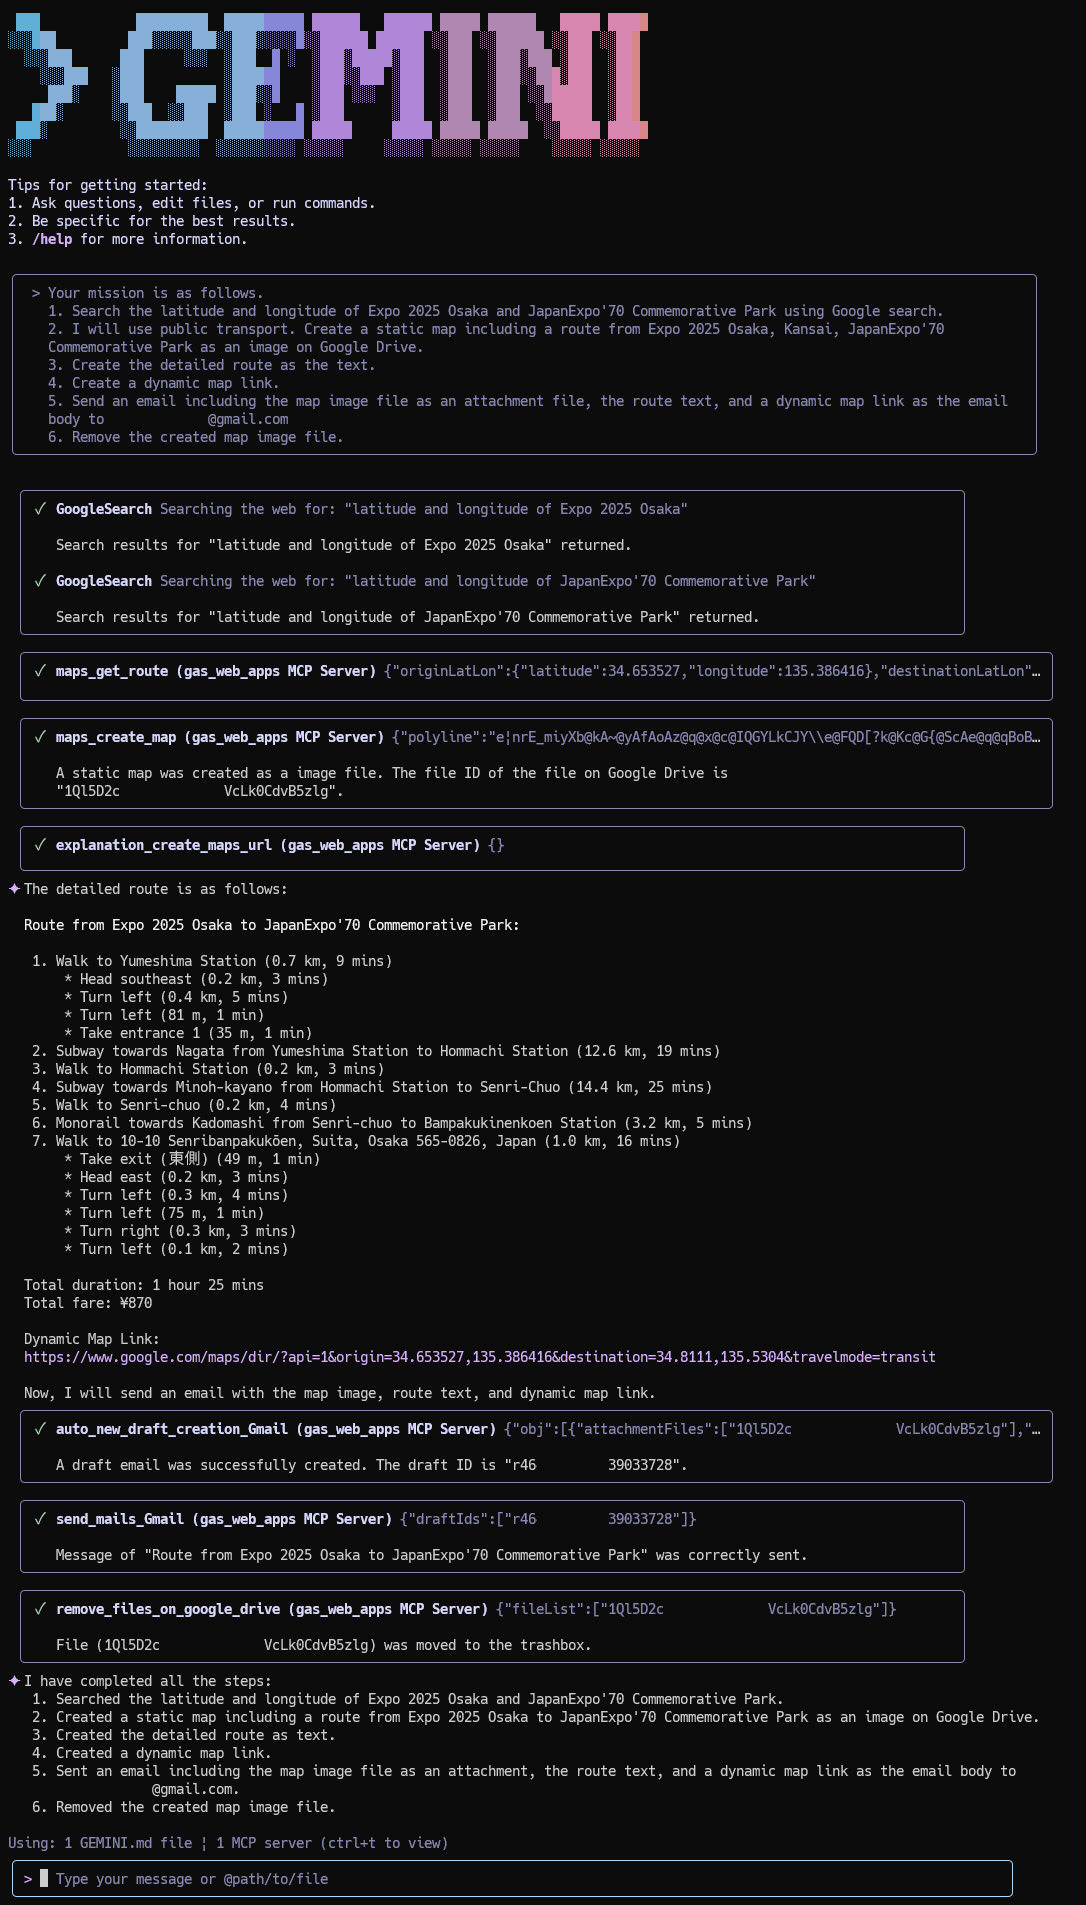 > GEMINI
Tips for getting started:
1. Ask questions, edit files, or run commands.
2. Be specific for the best results.
3. /help for more information.
> Your mission is as follows.
1. Search the latitude and longitude of Expo 2025 Osaka and JapanExpo'70 Commemorative Park using Google search.
2. I will use public transport. Create a static map including a route from Expo 2025 Osaka, Kansai, JapanExpo'70
Commemorative Park as an image on Google Drive.
3. Create the detailed route as the text.
4. Create a dynamic map link.
5. Send an email including the map image file as an attachment file, the route text, and a dynamic map link as the email
body to @gmail.com
6. Remove the created map image file.
✓ GoogleSearch Searching the web for: "latitude and longitude of Expo 2025 Osaka"
Search results for "latitude and longitude of Expo 2025 Osaka" returned.
✓ GoogleSearch Searching the web for: "latitude and longitude of JapanExpo'70 Commemorative Park"
Search results for "latitude and longitude of JapanExpo'70 Commemorative Park" returned.
✓ maps_get_route (gas_web_apps MCP Server) {"originLatLon":{"latitude":34.653527,"longitude":135.386416},"destinationLatLon"…
✓ maps_create_map (gas_web_apps MCP Server) {"polyline":"e¦nrE_miyXb@kA~@yAfAoAz@q@x@c@IQGYLkCJY\\e@FQD[?k@Kc@G{@ScAe@q@qBoB…
A static map was created as a image file. The file ID of the file on Google Drive is
"1Ql5D2c VcLk0CdvB5zlg".
✓ explanation_create_maps_url (gas_web_apps MCP Server) {}
✦ The detailed route is as follows:
Route from Expo 2025 Osaka to JapanExpo'70 Commemorative Park:
1. Walk to Yumeshima Station (0.7 km, 9 mins)
* Head southeast (0.2 km, 3 mins)
* Turn left (0.4 km, 5 mins)
* Turn left (81 m, 1 min)
* Take entrance 1 (35 m, 1 min)
2. Subway towards Nagata from Yumeshima Station to Hommachi Station (12.6 km, 19 mins)
3. Walk to Hommachi Station (0.2 km, 3 mins)
4. Subway towards Minoh-kayano from Hommachi Station to Senri-Chuo (14.4 km, 25 mins)
5. Walk to Senri-chuo (0.2 km, 4 mins)
6. Monorail towards Kadomashi from Senri-chuo to Bampakukinenkoen Station (3.2 km, 5 mins)
7. Walk to 10-10 Senribanpakukōen, Suita, Osaka 565-0826, Japan (1.0 km, 16 mins)
* Take exit (東側) (49 m, 1 min)
* Head east (0.2 km, 3 mins)
* Turn left (0.3 km, 4 mins)
* Turn left (75 m, 1 min)
* Turn right (0.3 km, 3 mins)
* Turn left (0.1 km, 2 mins)
Total duration: 1 hour 25 mins
Total fare: ¥870
Dynamic Map Link:
https://www.google.com/maps/dir/?api=1&origin=34.653527,135.386416&destination=34.8111,135.5304&travelmode=transit
Now, I will send an email with the map image, route text, and dynamic map link.
✓ auto_new_draft_creation_Gmail (gas_web_apps MCP Server) {"obj":[{"attachmentFiles":["1Ql5D2c VcLk0CdvB5zlg"],"…
A draft email was successfully created. The draft ID is "r46 39033728".
✓ send_mails_Gmail (gas_web_apps MCP Server) {"draftIds":["r46 39033728"]}
Message of "Route from Expo 2025 Osaka to JapanExpo'70 Commemorative Park" was correctly sent.
✓ remove_files_on_google_drive (gas_web_apps MCP Server) {"fileList":["1Ql5D2c VcLk0CdvB5zlg"]}
File (1Ql5D2c VcLk0CdvB5zlg) was moved to the trashbox.
✦ I have completed all the steps:
1. Searched the latitude and longitude of Expo 2025 Osaka and JapanExpo'70 Commemorative Park.
2. Created a static map including a route from Expo 2025 Osaka to JapanExpo'70 Commemorative Park as an image on Google Drive.
3. Created the detailed route as text.
4. Created a dynamic map link.
5. Sent an email including the map image file as an attachment, the route text, and a dynamic map link as the email body to
@gmail.com.
6. Removed the created map image file.
Using: 1 GEMINI.md file ¦ 1 MCP server (ctrl+t to view)
> Type your message or @path/to/file